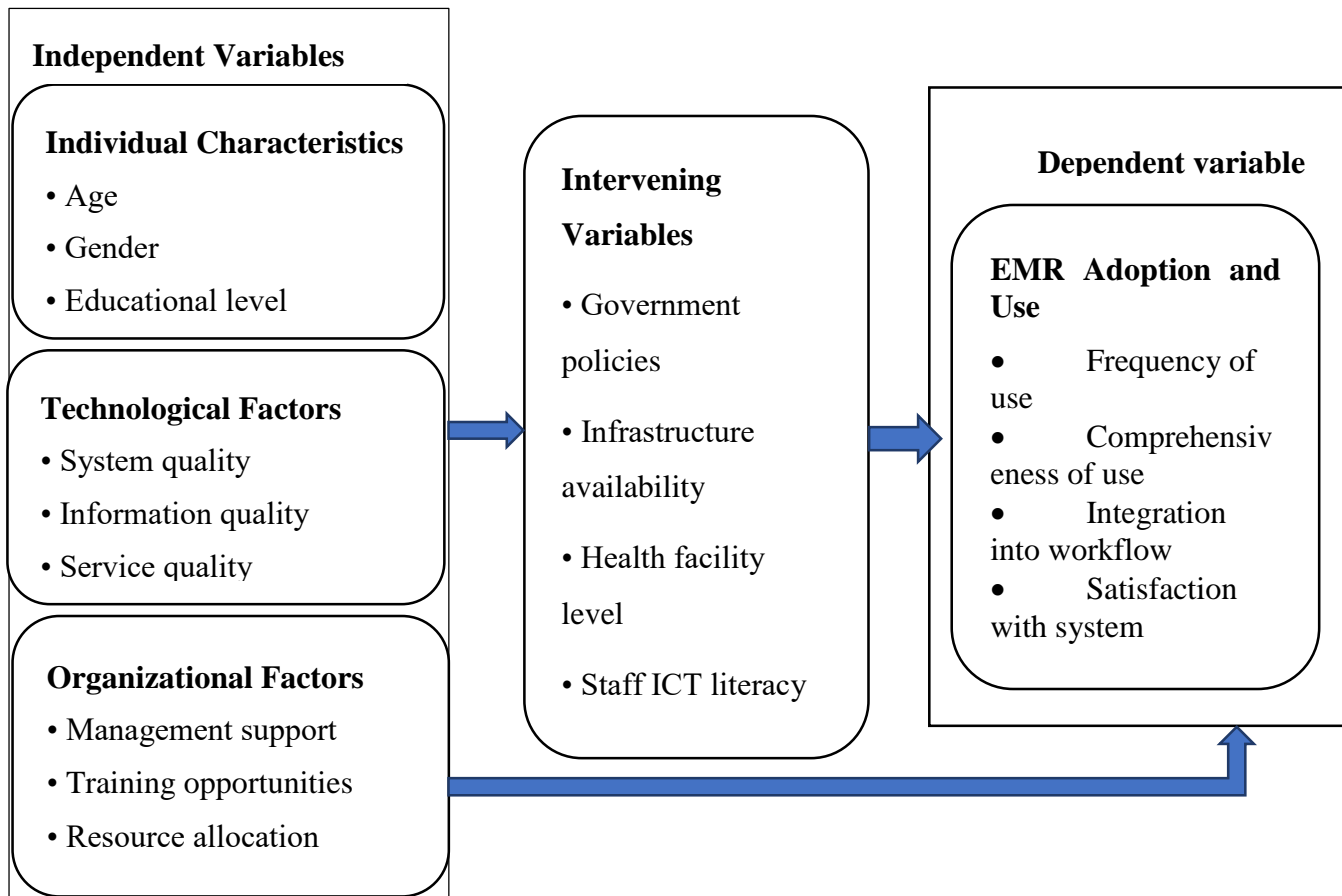 Independent Variables
Individual Characteristics
• Age
• Gender
• Educational level
Technological Factors
• System quality
• Information quality
• Service quality
Organizational Factors
• Management support
• Training opportunities
• Resource allocation
Intervening
Variables
• Government
policies
• Infrastructure
availability
• Health facility
level
• Staff ICT literacy
Dependent variable
EMR Adoption and
Use
• Frequency of
use
• Comprehensiv
eness of use
• Integration
into workflow
• Satisfaction
with system